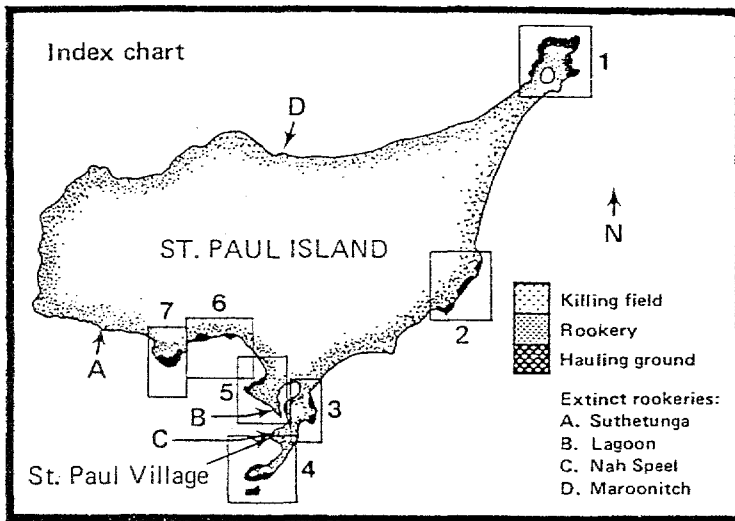 Index chart
1
D
N
ST. PAUL ISLAND
Killing field
Rookery
Hauling ground
7
6
2
A
5
B
3
C
4
St. Paul Village
Extinct rookeries:
A. Suthetunga
B. Lagoon
C. Nah Speel
D. Maroonitch